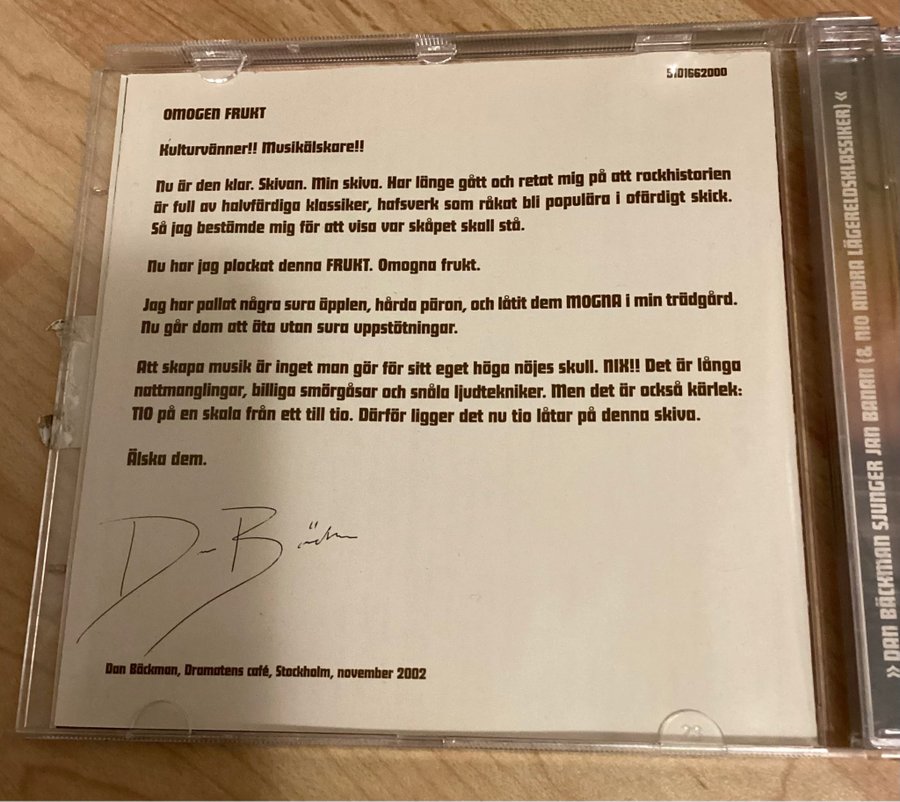 5101662000
OMOGEN FRUKT
Kulturvänner!! Musikälskare!!
Nu är den klar. Skivan. Min skiva. Har länge gått och retat mig på att rockhistorien
är full av halvfärdiga klassiker, hafsverk som råkat bli populära i ofärdigt skick.
Så jag bestämde mig för att visa var skåpet skall stå.
Nu har jag plockat denna FRUKT. Omogna frukt.
Jag har pallat några sura äpplen, hårda päron, och låtit dem MOGNA i min trädgård.
Nu går dom att äta utan sura uppstötningar.
Att skapa musik är inget man gör för sitt eget höga nöjes skull. NIX!! Det är långa
nattmanglingar, billiga smörgåsar och snåla ljudtekniker. Men det är också kärlek:
TIO på en skala från ett till tio. Därför ligger det nu tio låtar på denna skiva.
Älska dem.
D Bäckman
Dan Bäckman, Dramatens café, Stockholm, november 2002
» DAN BÄCKMAN SJUNGER JAN BANAN (& NIO ANDRA LÄGERELDSKLASSIKER) «
23